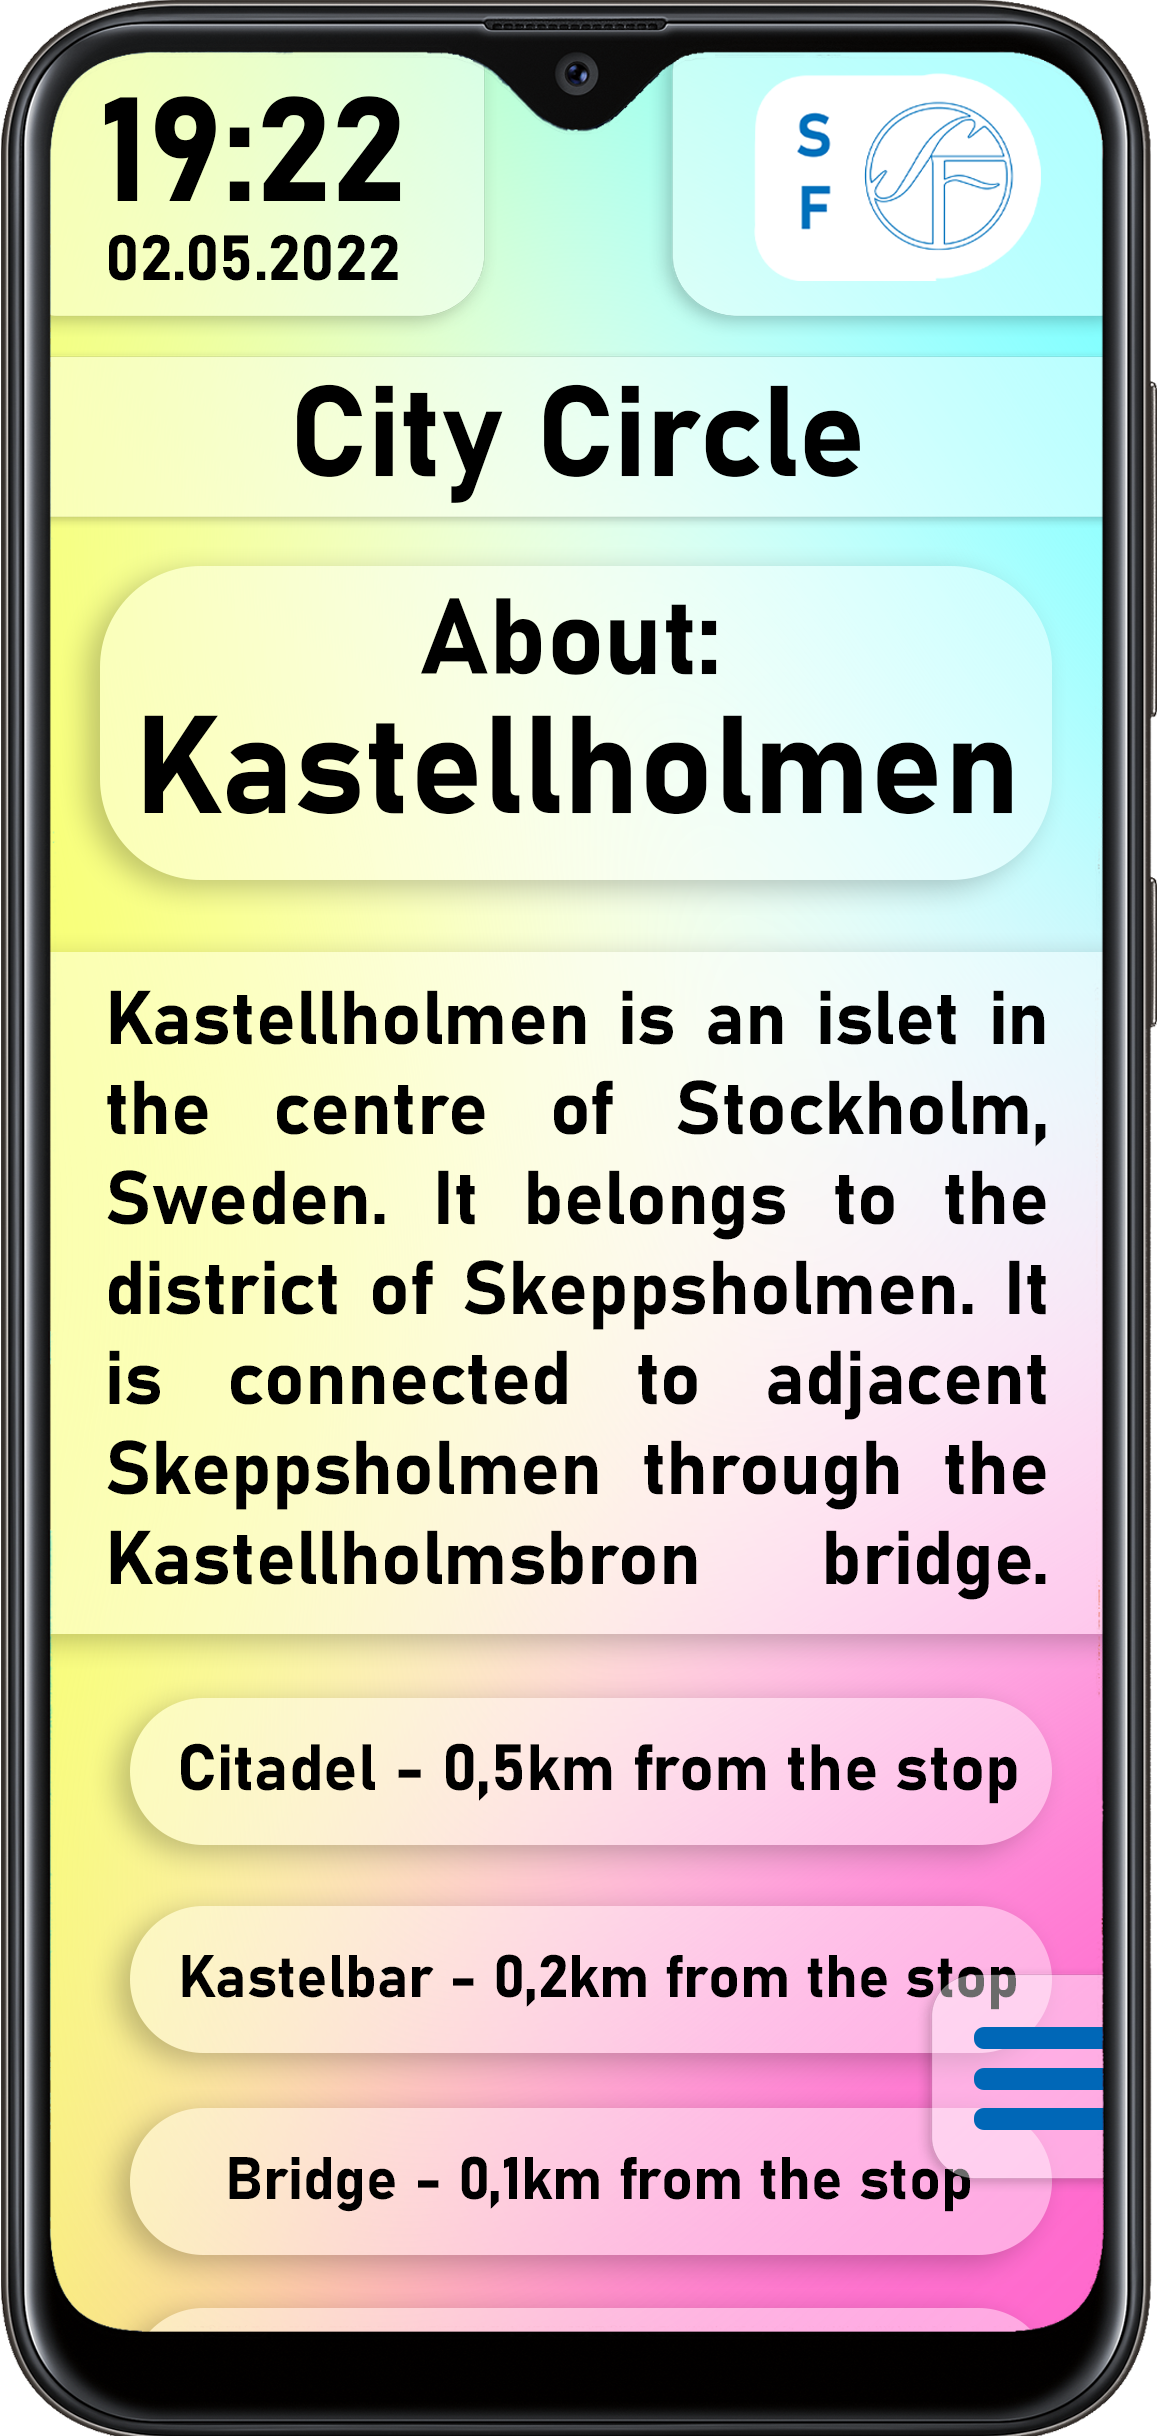 19:22
02.05.2022
S
F
City Circle
About:
Kastellholmen
Kastellholmen is an islet in
the centre of Stockholm,
Sweden. It belongs to the
district of Skeppsholmen. It
is connected to adjacent
Skeppsholmen through the
Kastellholmsbron bridge.
Citadel - 0,5km from the stop
Kastelbar - 0,2km from the stop
Bridge - 0,1km from the stop